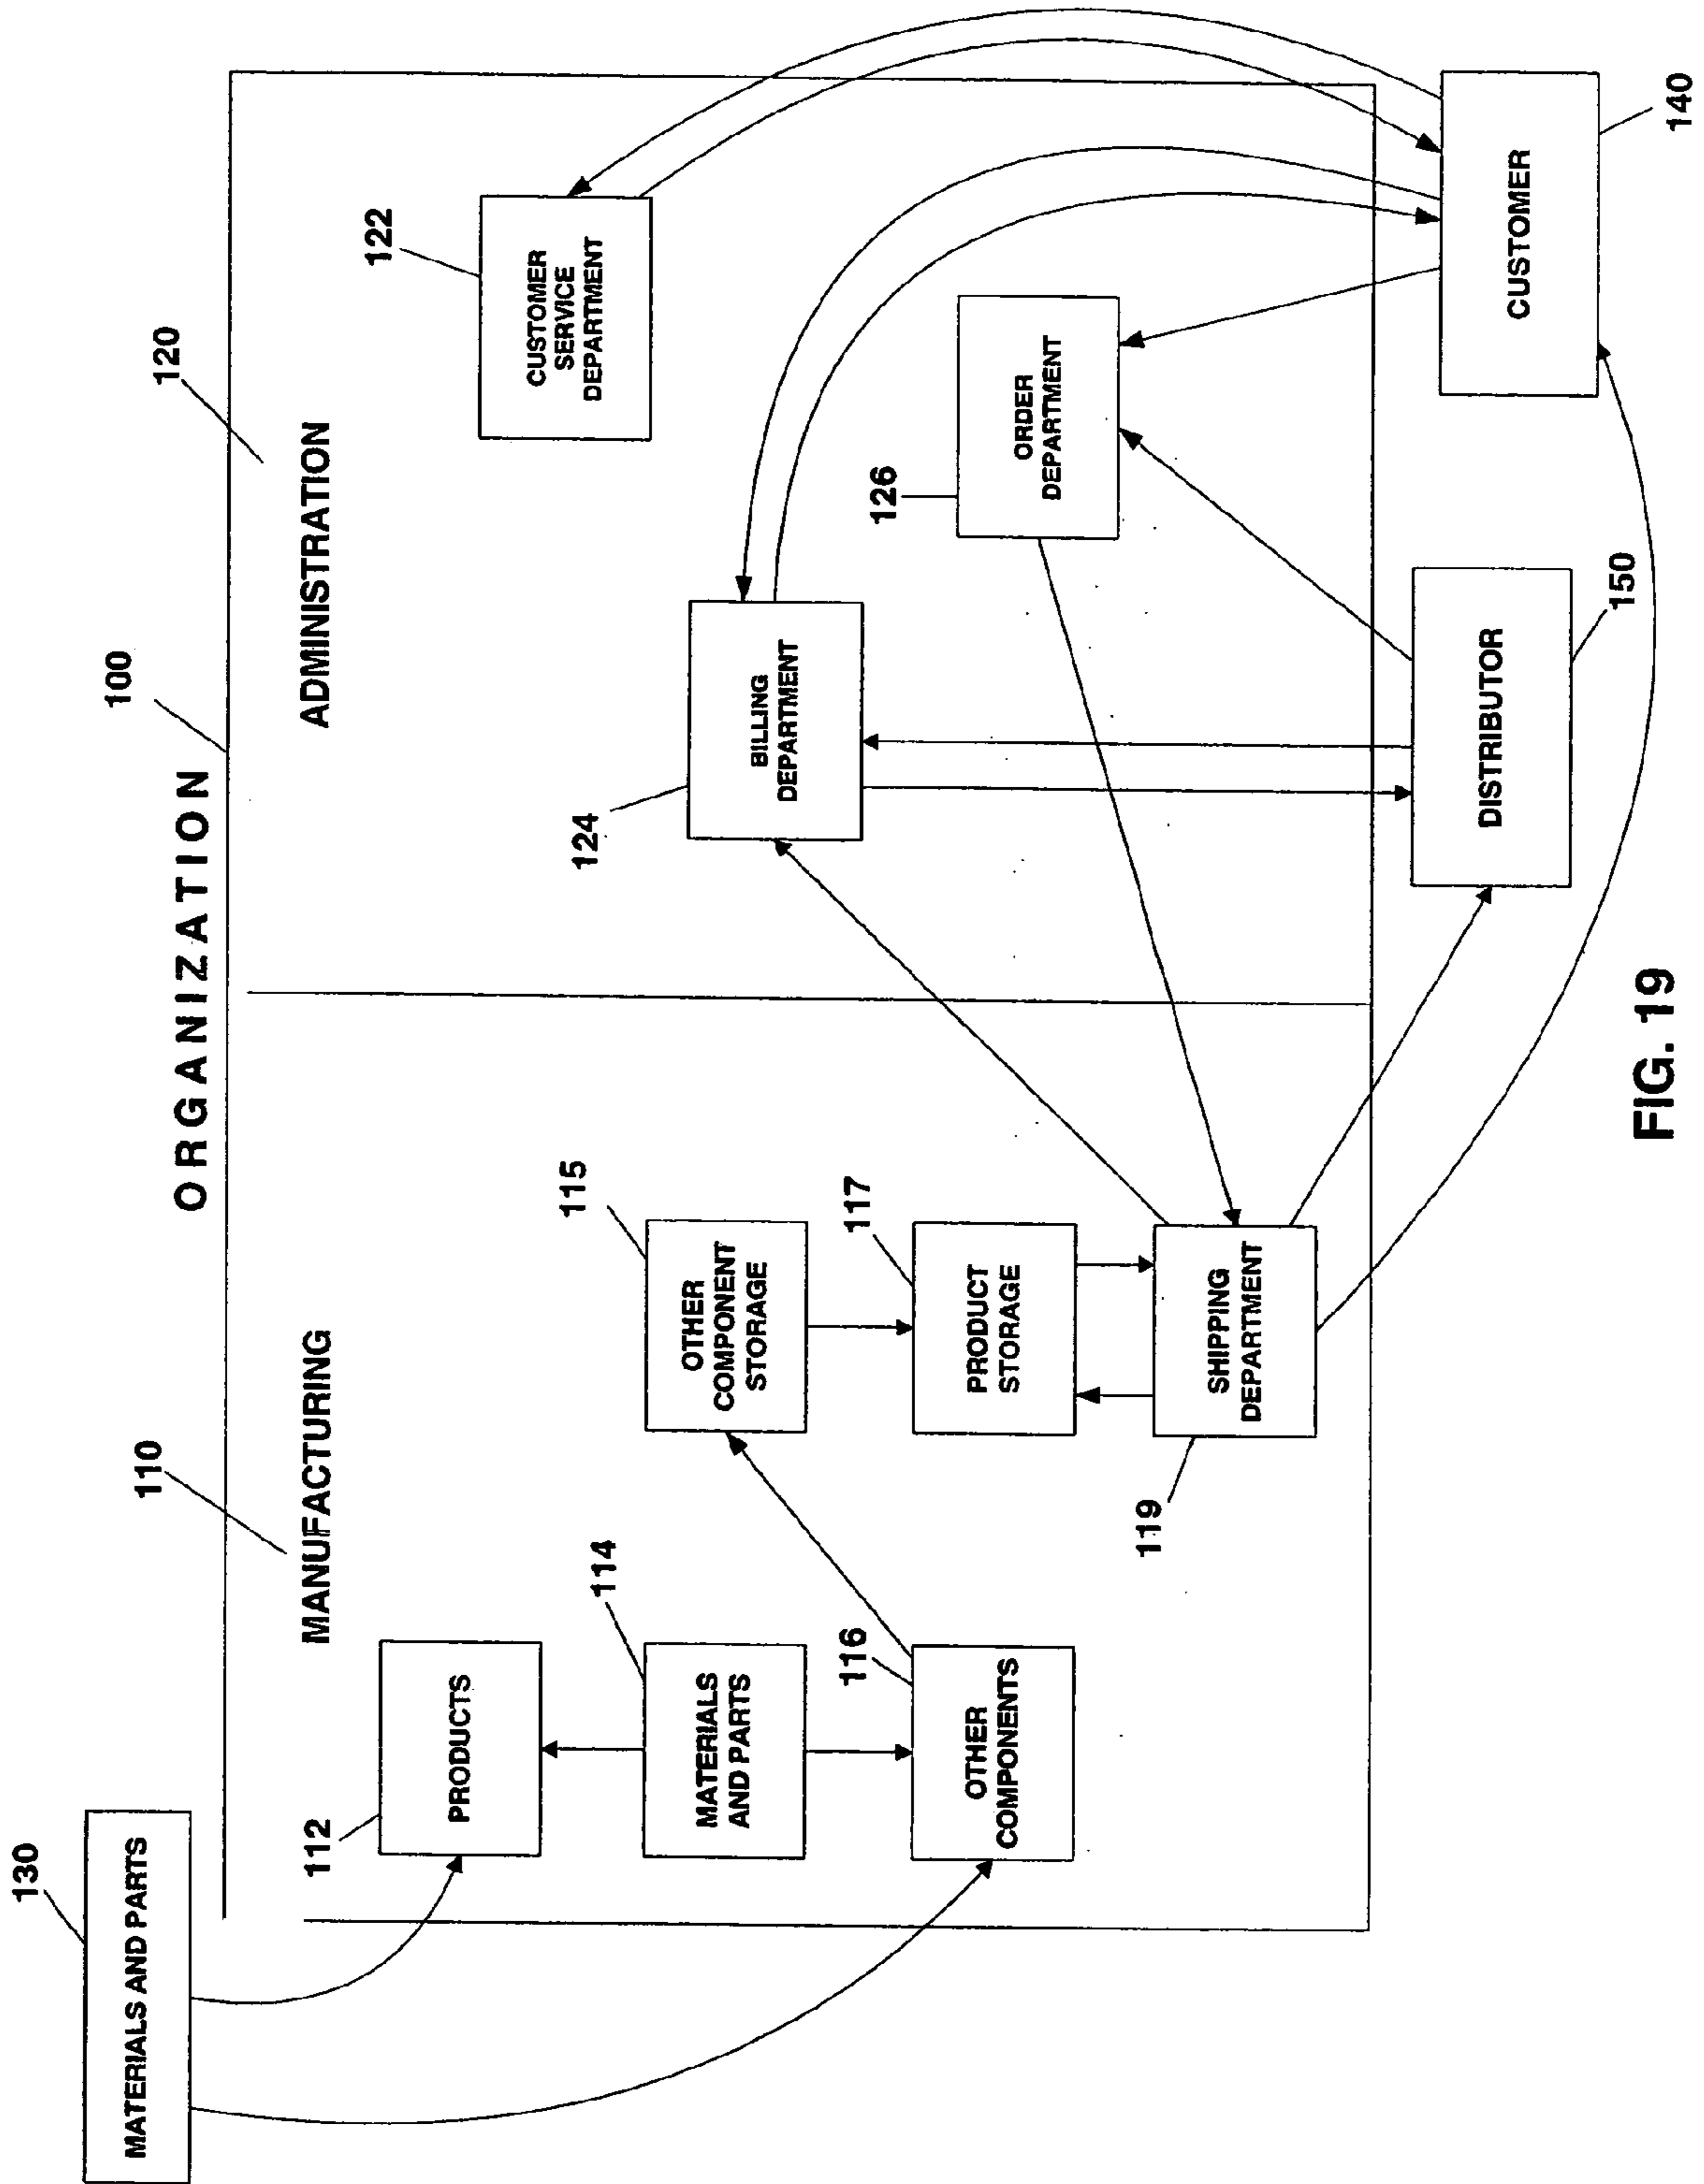 ORGANIZATION
100
130
MATERIALS AND PARTS
110
MANUFACTURING
120
ADMINISTRATION
112
PRODUCTS
114
MATERIALS
AND PARTS
116
OTHER
COMPONENTS
115
OTHER
COMPONENT
STORAGE
117
PRODUCT
STORAGE
119
SHIPPING
DEPARTMENT
122
CUSTOMER
SERVICE
DEPARTMENT
124
BILLING
DEPARTMENT
126
ORDER
DEPARTMENT
DISTRIBUTOR
150
CUSTOMER
140
FIG. 19